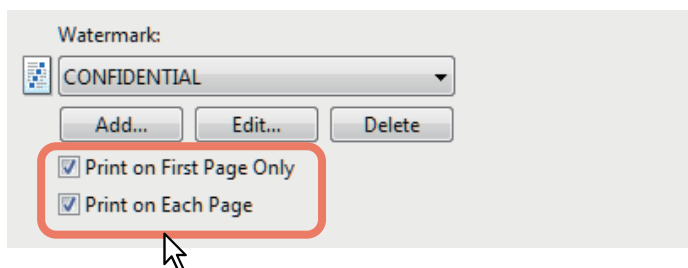 Watermark:
CONFIDENTIAL
Add... Edit... Delete
Print on First Page Only
Print on Each Page